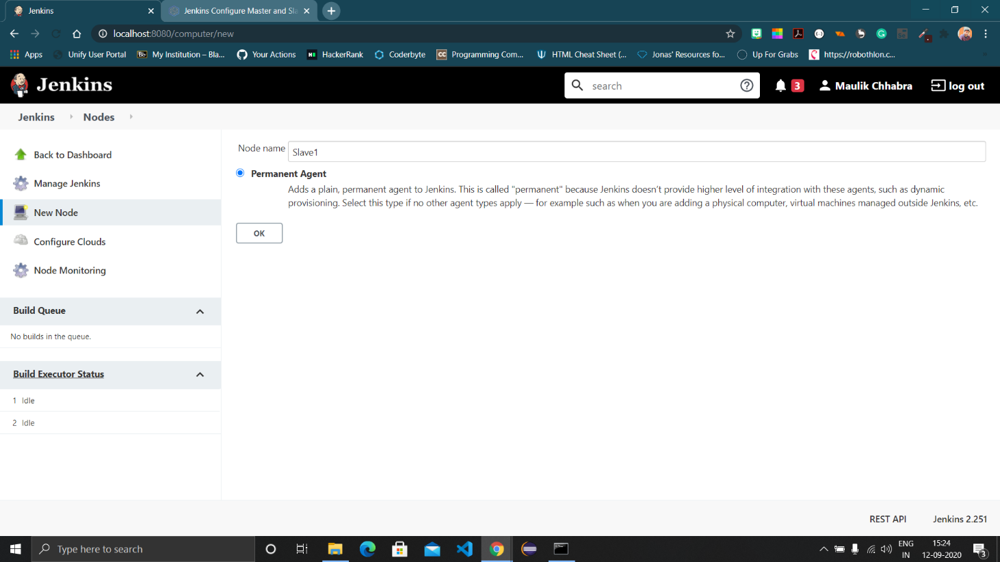 Jenkins
Jenkins Configure Master and Sla
localhost:8080/computer/new
Apps
Unify User Portal
My Institution – Bla...
Your Actions
HackerRank
Coderbyte
Programming Com...
HTML Cheat Sheet (...
Jonas' Resources fo...
Up For Grabs
https://robothlon.c...
Jenkins
search
3
Maulik Chhabra
log out
Jenkins
Nodes
Back to Dashboard
Manage Jenkins
New Node
Configure Clouds
Node Monitoring
Build Queue
No builds in the queue.
Build Executor Status
1 Idle
2 Idle
Node name
Slave1
Permanent Agent
Adds a plain, permanent agent to Jenkins. This is called "permanent" because Jenkins doesn’t provide higher level of integration with these agents, such as dynamic
provisioning. Select this type if no other agent types apply — for example such as when you are adding a physical computer, virtual machines managed outside Jenkins, etc.
OK
REST API
Jenkins 2.251
Type here to search
ENG
IN
15:24
12-09-2020
3